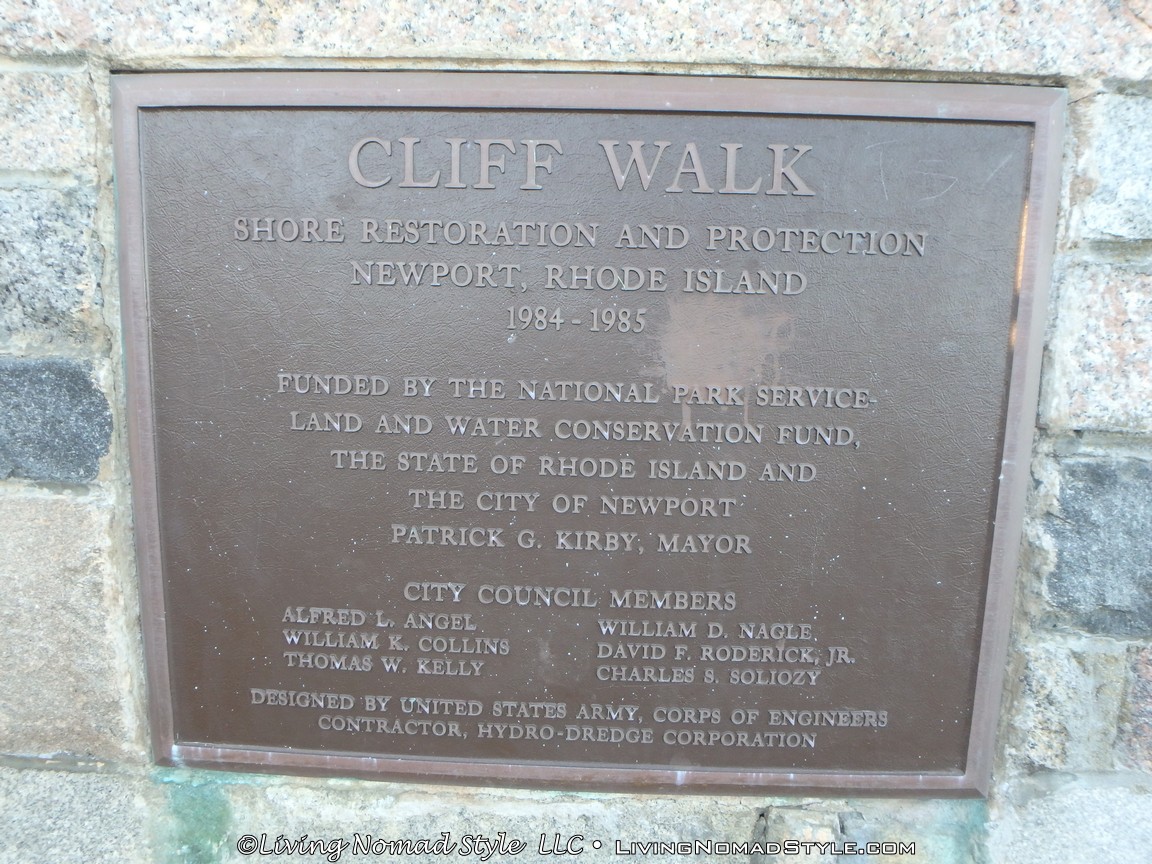 CLIFF WALK
SHORE RESTORATION AND PROTECTION
NEWPORT, RHODE ISLAND
1984 - 1985
FUNDED BY THE NATIONAL PARK SERVICE-
LAND AND WATER CONSERVATION FUND,
THE STATE OF RHODE ISLAND AND
THE CITY OF NEWPORT
PATRICK G. KIRBY, MAYOR
CITY COUNCIL MEMBERS
ALFRED L. ANGEL
WILLIAM K. COLLINS
THOMAS W. KELLY
WILLIAM D. NAGLE
DAVID F. RODERICK, JR.
CHARLES S. SOLIOZY
DESIGNED BY UNITED STATES ARMY, CORPS OF ENGINEERS
CONTRACTOR, HYDRO-DREDGE CORPORATION
©Living Nomad Style LLC • LivingNomadStyle.com